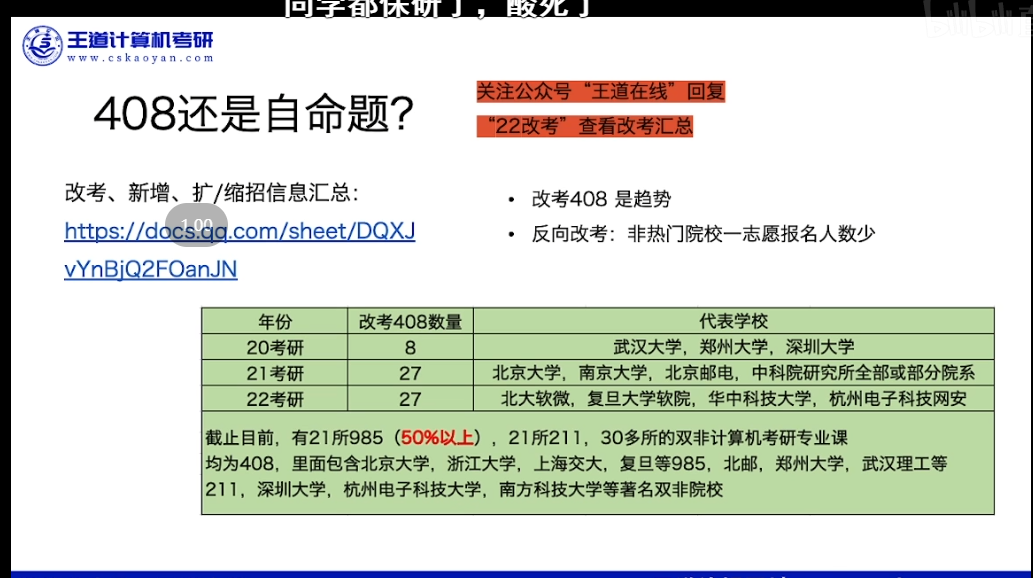 同学都保研了，酸死了
王道计算机考研
www.cskaoyan.com
408还是自命题？
关注公众号“王道在线”回复
“22改考”查看改考汇总
改考、新增、扩/缩招信息汇总：
https://docs.qq.com/sheet/DQXJ
vYnBjQ2FOanJN
1.00
• 改考408 是趋势
• 反向改考：非热门院校一志愿报名人数少
年份 改考408数量 代表学校
20考研 8 武汉大学，郑州大学，深圳大学
21考研 27 北京大学，南京大学，北京邮电，中科院研究所全部或部分院系
22考研 27 北大软微，复旦大学软院，华中科技大学，杭州电子科技网安
截止目前，有21所985（50%以上），21所211，30多所的双非计算机考研专业课
均为408，里面包含北京大学，浙江大学，上海交大，复旦等985，北邮，郑州大学，武汉理工等
211，深圳大学，杭州电子科技大学，南方科技大学等著名双非院校